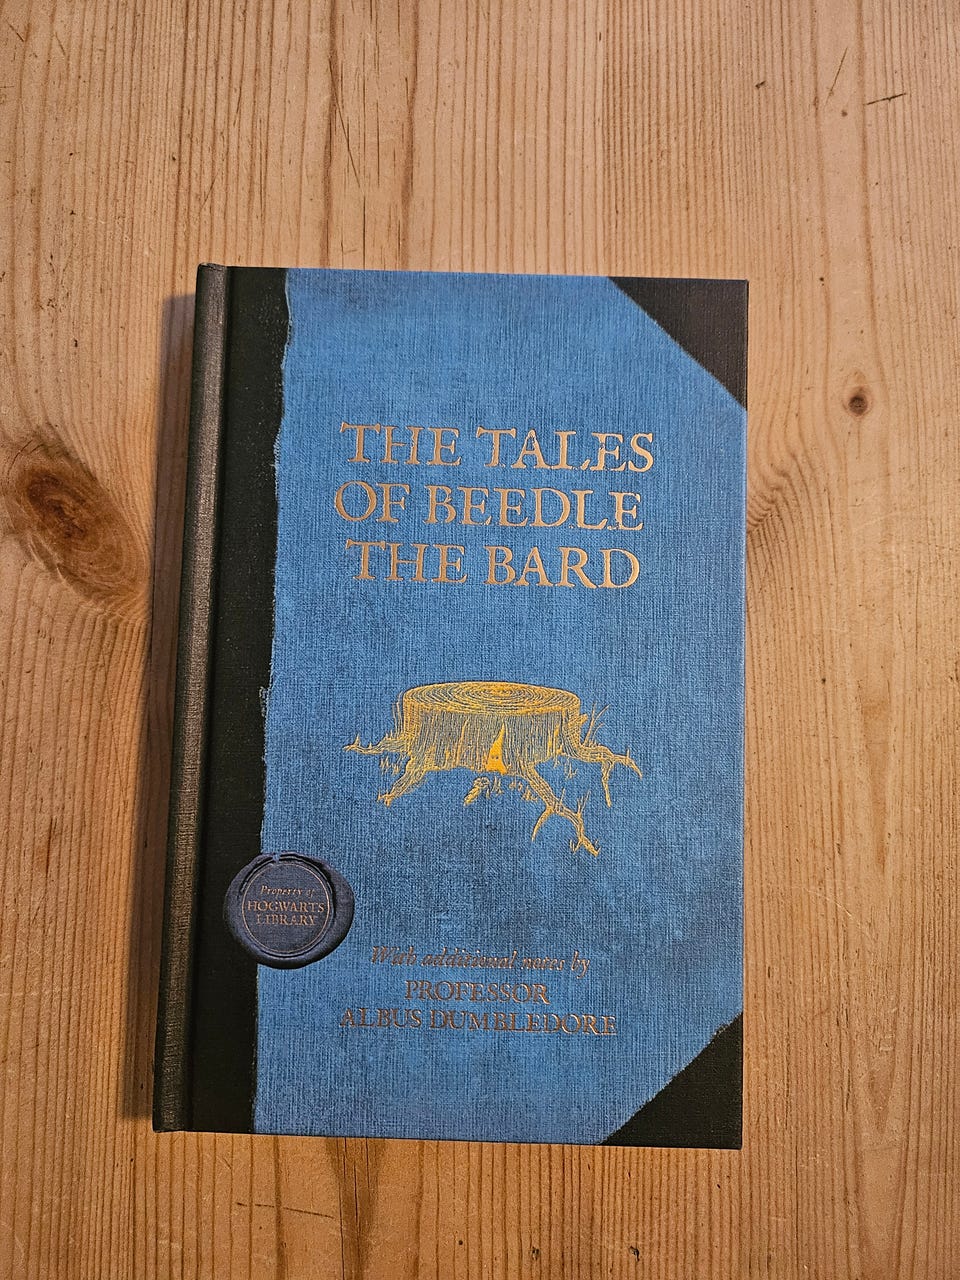 THE TALES
OF BEEDLE
THE BARD
Property of
HOGWARTS
LIBRARY
With additional notes by
PROFESSOR
ALBUS DUMBLEDORE